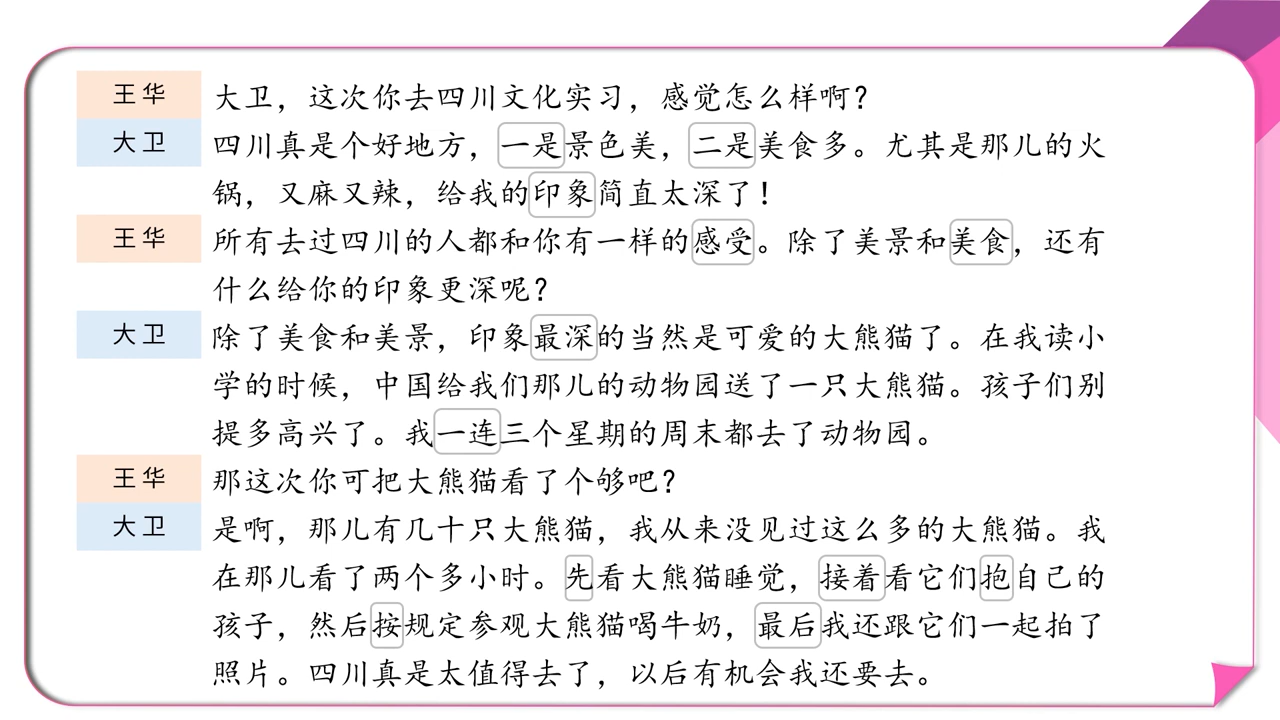 王华 大卫，这次你去四川文化实习，感觉怎么样啊？
大卫 四川真是个好地方，一是景色美，二是美食多。尤其是那儿的火
锅，又麻又辣，给我的印象简直太深了！
王华 所有去过四川的人都和你有一样的感受。除了美景和美食，还有
什么给你的印象更深呢？
大卫 除了美食和美景，印象最深的当然是可爱的大熊猫了。在我读小
学的时候，中国给我们那儿的动物园送了一只大熊猫。孩子们别
提多高兴了。我一连三个星期的周末都去了动物园。
王华 那这次你可把大熊猫看了个够吧？
大卫 是啊，那儿有几十只大熊猫，我从来没见过这么多的大熊猫。我
在那儿看了两个多小时。先看大熊猫睡觉，接着看它们抱自己的
孩子，然后按规定参观大熊猫喝牛奶，最后我还跟它们一起拍了
照片。四川真是太值得去了，以后有机会我还要去。